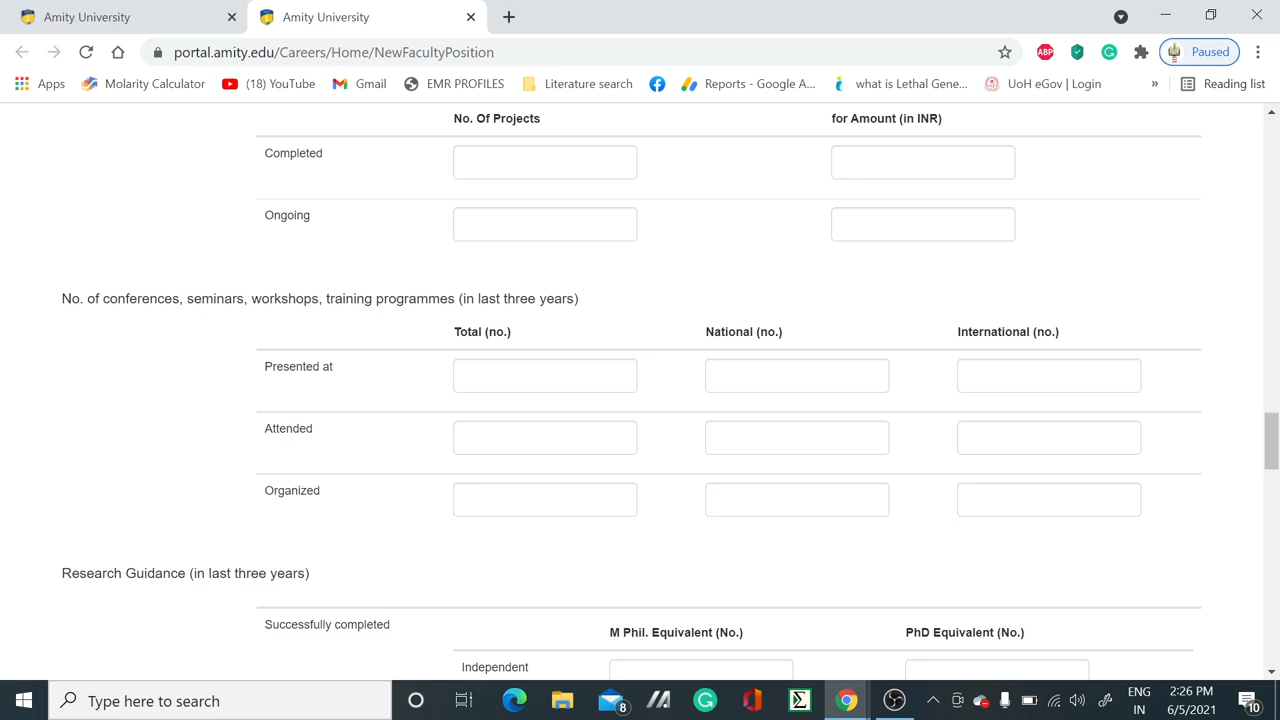 Amity University
Amity University
portal.amity.edu/Careers/Home/NewFacultyPosition
ABP
Paused
Apps
Molarity Calculator
(18) YouTube
Gmail
EMR PROFILES
Literature search
Reports - Google A...
what is Lethal Gene...
UoH eGov | Login
»
Reading list
No. Of Projects
for Amount (in INR)
Completed
Ongoing
No. of conferences, seminars, workshops, training programmes (in last three years)
Total (no.)
National (no.)
International (no.)
Presented at
Attended
Organized
Research Guidance (in last three years)
Successfully completed
M Phil. Equivalent (No.)
PhD Equivalent (No.)
Independent
Type here to search
8
ENG
IN
2:26 PM
6/5/2021
10